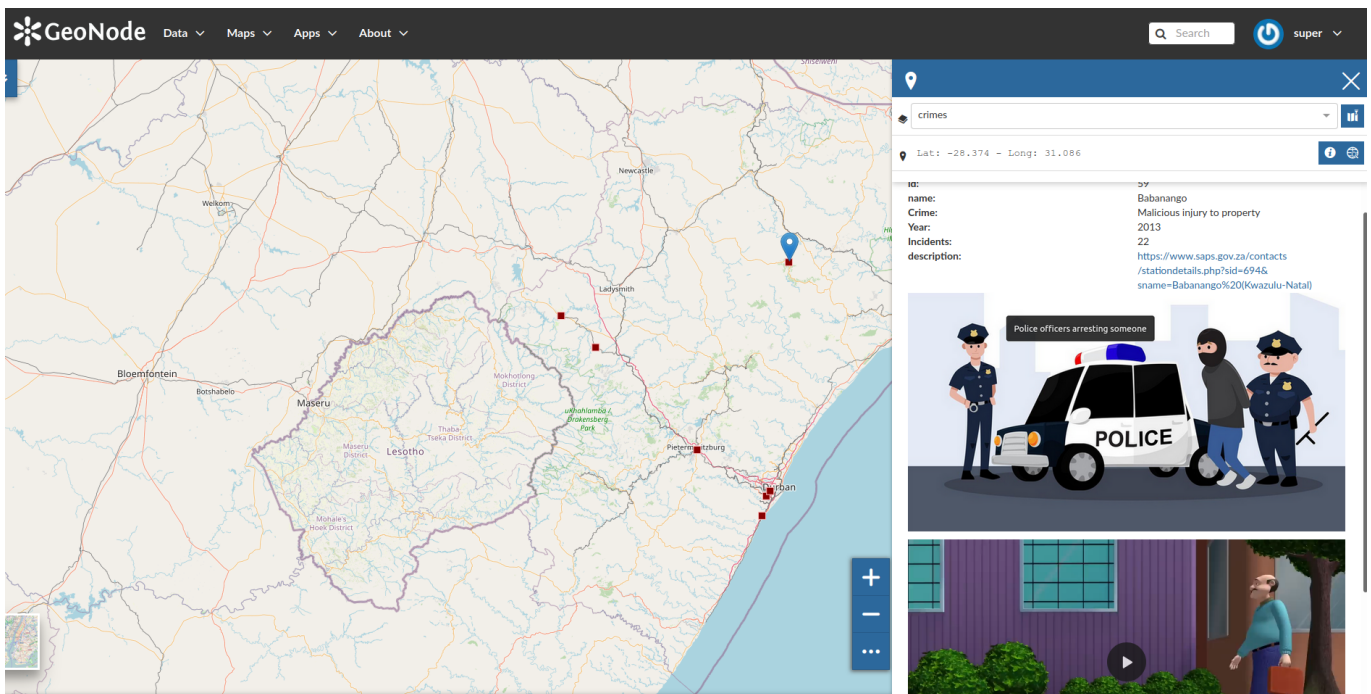 GeoNode Data Maps Apps About Search super
crimes
Lat: -28.374 - Long: 31.086
id: 59
name: Babanango
Crime: Malicious injury to property
Year: 2013
Incidents: 22
description: https://www.saps.gov.za/contacts
/stationdetails.php?sid=694&
sname=Babanango%20(Kwazulu-Natal)
Police officers arresting someone
POLICE
Shiselweni
Newcastle
Welkom
Ladysmith
Bloemfontein
Botshabelo
Mokhotlong
District
Maseru
uKhahlamba /
Drakensberg
Park
Thaba-
Tseka District
Maseru
District
Lesotho
Pietermaritzburg
Durban
Mohale's
Hoek District
+
−
...